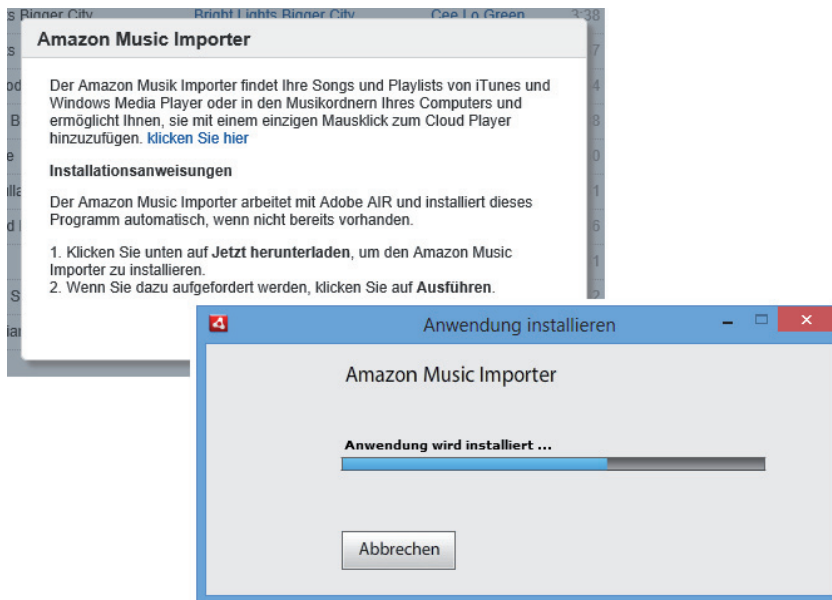 s Bigger City Bright Lights Bigger City Cee Lo Green 3:38
Amazon Music Importer
Der Amazon Musik Importer findet Ihre Songs und Playlists von iTunes und
Windows Media Player oder in den Musikordnern Ihres Computers und
ermöglicht Ihnen, sie mit einem einzigen Mausklick zum Cloud Player
hinzuzufügen. klicken Sie hier
Installationsanweisungen
Der Amazon Music Importer arbeitet mit Adobe AIR und installiert dieses
Programm automatisch, wenn nicht bereits vorhanden.
1. Klicken Sie unten auf Jetzt herunterladen, um den Amazon Music
Importer zu installieren.
2. Wenn Sie dazu aufgefordert werden, klicken Sie auf Ausführen.
Anwendung installieren
Amazon Music Importer
Anwendung wird installiert ...
Abbrechen